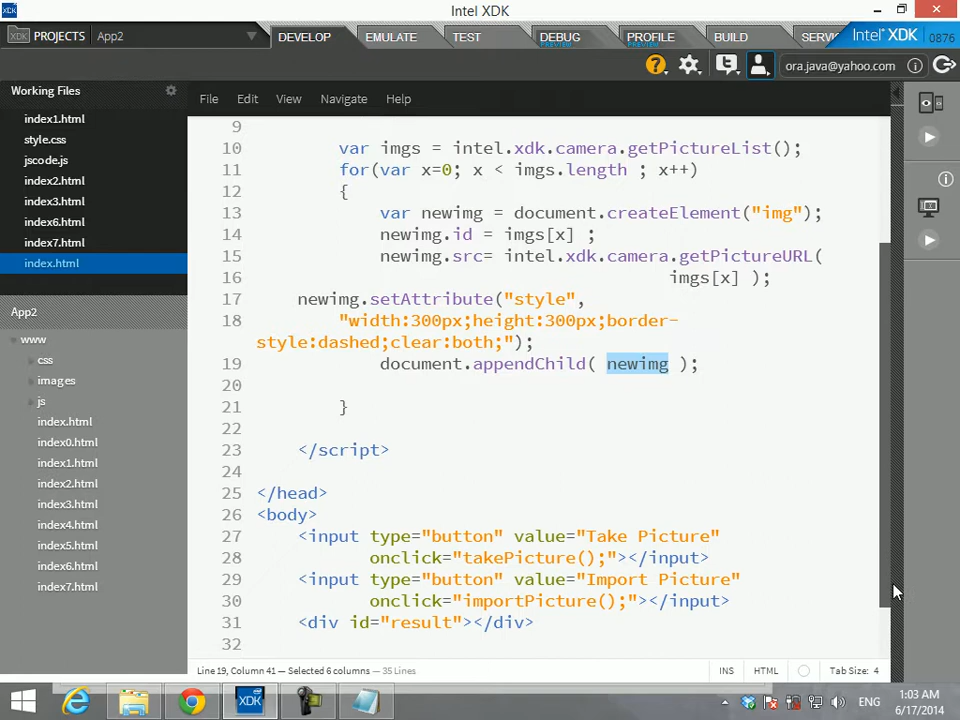 Intel XDK
PROJECTS App2
DEVELOP EMULATE TEST DEBUG PREVIEW PROFILE PREVIEW BUILD SERV Intel® XDK 0876
ora.java@yahoo.com
Working Files
index1.html
style.css
jscode.js
index2.html
index3.html
index6.html
index7.html
index.html
App2
www
css
images
js
index.html
index0.html
index1.html
index2.html
index3.html
index4.html
index5.html
index6.html
index7.html
File Edit View Navigate Help
9
10 var imgs = intel.xdk.camera.getPictureList();
11 for(var x=0; x < imgs.length ; x++)
12 {
13 var newimg = document.createElement("img");
14 newimg.id = imgs[x] ;
15 newimg.src= intel.xdk.camera.getPictureURL(
16 imgs[x] );
17 newimg.setAttribute("style",
18 "width:300px;height:300px;border-
style:dashed;clear:both;");
19 document.appendChild( newimg );
20
21 }
22
23 </script>
24
25 </head>
26 <body>
27 <input type="button" value="Take Picture"
28 onclick="takePicture();"></input>
29 <input type="button" value="Import Picture"
30 onclick="importPicture();"></input>
31 <div id="result"></div>
32
Line 19, Column 41 — Selected 6 columns — 35 Lines
INS HTML Tab Size: 4
XDK
ENG
1:03 AM
6/17/2014